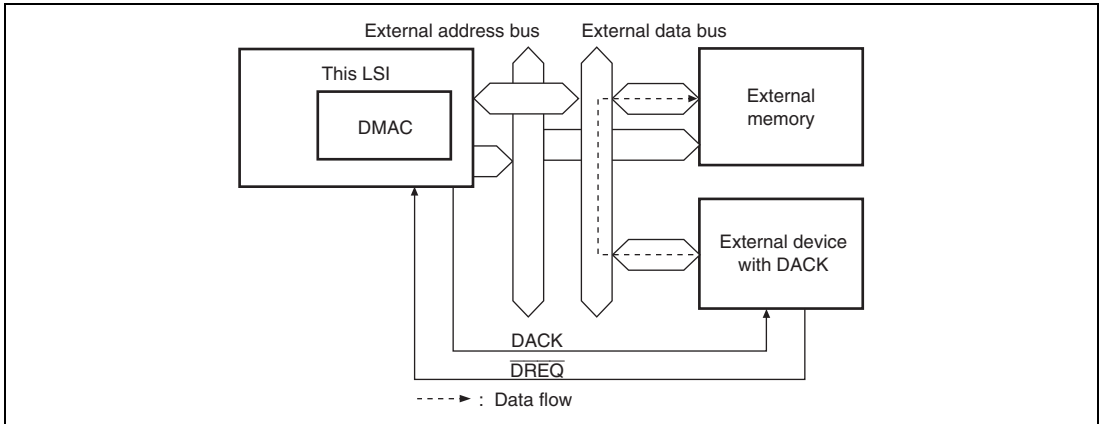 External address bus
External data bus
This LSI
DMAC
External
memory
External device
with DACK
DACK
DREQ
: Data flow